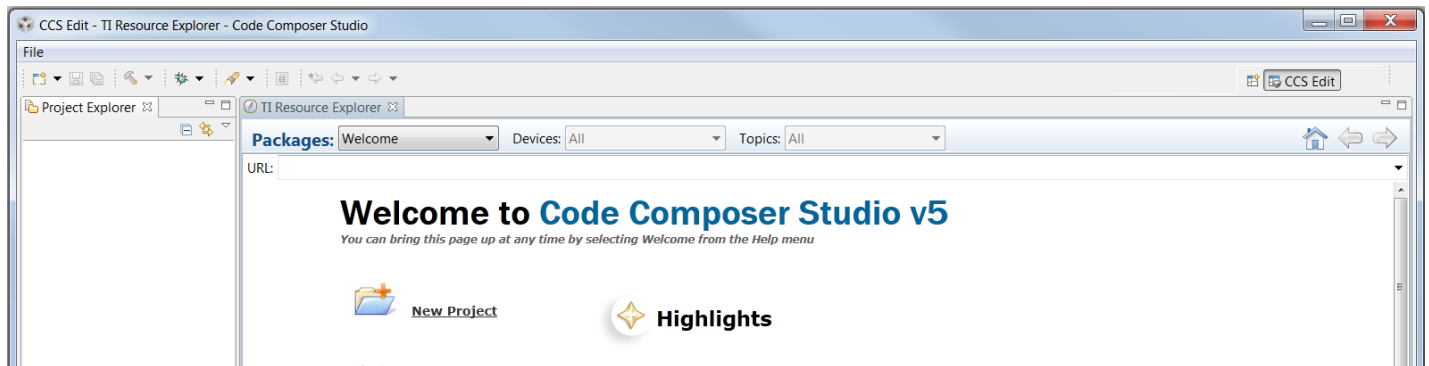 CCS Edit - TI Resource Explorer - Code Composer Studio
File
CCS Edit
Project Explorer
TI Resource Explorer
Packages: Welcome Devices: All Topics: All
URL:
Welcome to Code Composer Studio v5
You can bring this page up at any time by selecting Welcome from the Help menu
New Project
Highlights